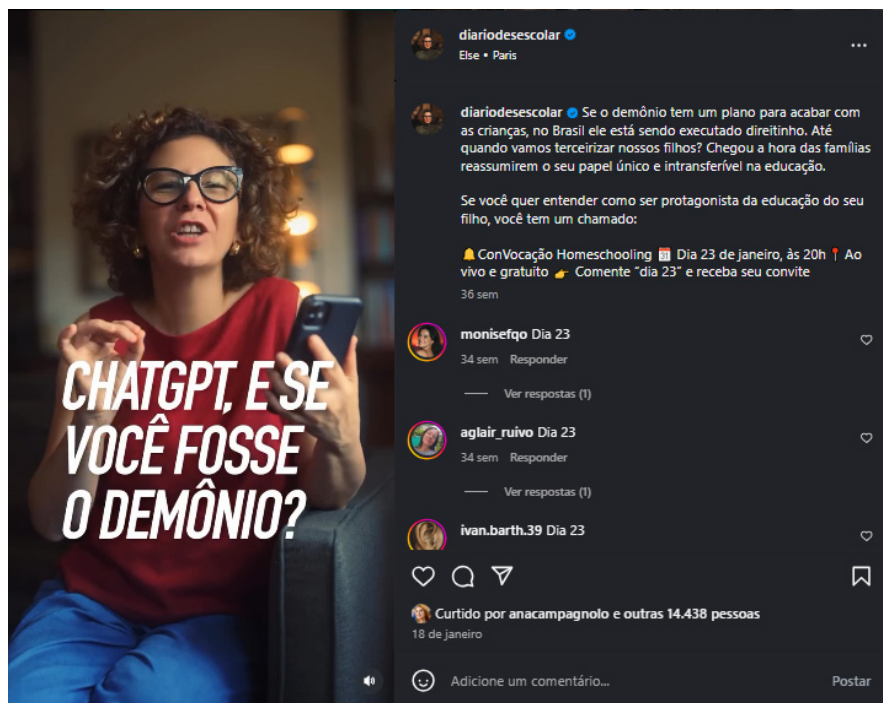 CHATGPT, E SE
VOCÊ FOSSE
O DEMÔNIO?
diariodesescolar
Else • Paris
diariodesescolar Se o demônio tem um plano para acabar com
as crianças, no Brasil ele está sendo executado direitinho. Até
quando vamos terceirizar nossos filhos? Chegou a hora das famílias
reassumirem o seu papel único e intransferível na educação.
Se você quer entender como ser protagonista da educação do seu
filho, você tem um chamado:
🔔ConVocação Homeschooling 📅 Dia 23 de janeiro, às 20h📍Ao
vivo e gratuito 👉 Comente “dia 23” e receba seu convite
36 sem
monisefqo Dia 23
34 sem Responder
Ver respostas (1)
aglair_ruivo Dia 23
34 sem Responder
Ver respostas (1)
ivan.barth.39 Dia 23
Curtido por anacampagnolo e outras 14.438 pessoas
18 de janeiro
Adicione um comentário... Postar